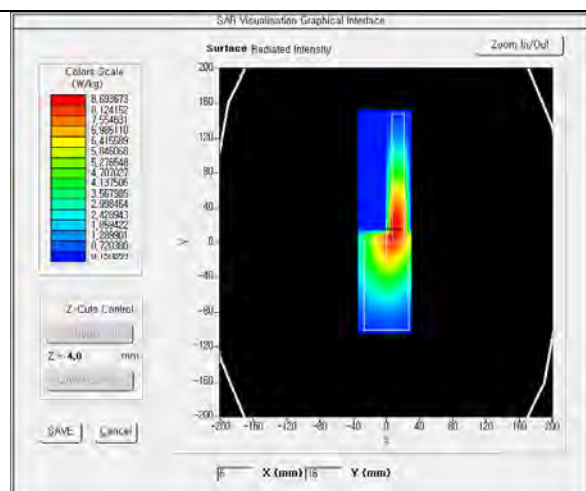 SAR Visualisation Graphical Interface
Surface Radiated Intensity
Zoom In/Out
Colors Scale
(W/kg)
8.693673
8.124152
7.554631
6.985110
6.415589
5.846068
5.276548
4.707027
4.137506
3.567985
2.998464
2.428943
1.859422
1.289901
0.720380
Z-Cuts Control
Z = 4.0 mm
SAVE
Cancel
200
160
120
80
40
0
-40
-80
-120
-160
-200
Y
-200 -160 -120 -80 -40 0 40 80 120 160 200
X
6 X (mm) 16 Y (mm)